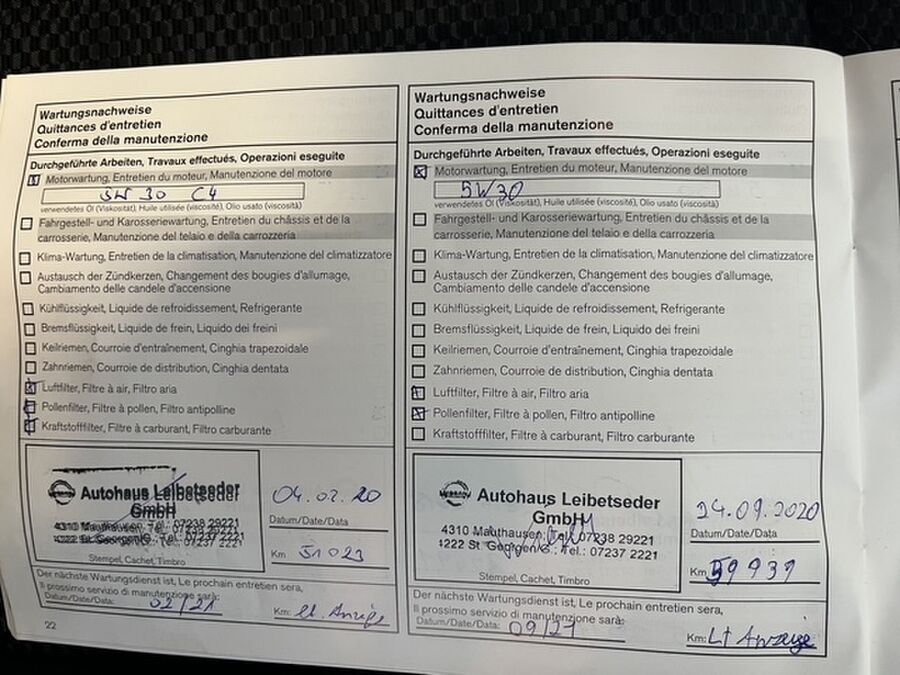 Wartungsnachweise
Quittances d'entretien
Conferma della manutenzione
Durchgeführte Arbeiten, Travaux effectués, Operazioni eseguite
Motorwartung, Entretien du moteur, Manutenzione del motore
5W 30 C4
verwendetes Öl (Viskosität), Huile utilisée (viscosité), Olio usato (viscosità)
Fahrgestell- und Karosseriewartung, Entretien du châssis et de la
carrosserie, Manutenzione del telaio e della carrozzeria
Klima-Wartung, Entretien de la climatisation, Manutenzione del climatizzatore
Austausch der Zündkerzen, Changement des bougies d'allumage,
Cambiamento delle candele d'accensione
Kühlflüssigkeit, Liquide de refroidissement, Refrigerante
Bremsflüssigkeit, Liquide de frein, Liquido dei freini
Keilriemen, Courroie d'entraînement, Cinghia trapezoidale
Zahnriemen, Courroie de distribution, Cinghia dentata
Luftfilter, Filtre à air, Filtro aria
Pollenfilter, Filtre à pollen, Filtro antipolline
Kraftstofffilter, Filtre à carburant, Filtro carburante
Autohaus Leibetseder
GmbH
4310 Mauthausen, Tel.: 07238 29221
4222 St. Georgen/G., Tel.: 07237 2221
Stempel, Cachet, Timbro
04.02.20
Datum/Date/Data
Km 51023
Der nächste Wartungsdienst ist, Le prochain entretien sera,
Il prossimo servizio di manutenzione sarà:
Datum/Date/Data: 02/21 Km: lt. Anzeige
22
Wartungsnachweise
Quittances d'entretien
Conferma della manutenzione
Durchgeführte Arbeiten, Travaux effectués, Operazioni eseguite
Motorwartung, Entretien du moteur, Manutenzione del motore
5W30
verwendetes Öl (Viskosität), Huile utilisée (viscosité), Olio usato (viscosità)
Fahrgestell- und Karosseriewartung, Entretien du châssis et de la
carrosserie, Manutenzione del telaio e della carrozzeria
Klima-Wartung, Entretien de la climatisation, Manutenzione del climatizzatore
Austausch der Zündkerzen, Changement des bougies d'allumage,
Cambiamento delle candele d'accensione
Kühlflüssigkeit, Liquide de refroidissement, Refrigerante
Bremsflüssigkeit, Liquide de frein, Liquido dei freini
Keilriemen, Courroie d'entraînement, Cinghia trapezoidale
Zahnriemen, Courroie de distribution, Cinghia dentata
Luftfilter, Filtre à air, Filtro aria
Pollenfilter, Filtre à pollen, Filtro antipolline
Kraftstofffilter, Filtre à carburant, Filtro carburante
Autohaus Leibetseder
GmbH
4310 Mauthausen, Tel.: 07238 29221
4222 St. Georgen/G., Tel.: 07237 2221
Stempel, Cachet, Timbro
24.09.2020
Datum/Date/Data
Km 59939
Der nächste Wartungsdienst ist, Le prochain entretien sera,
Il prossimo servizio di manutenzione sarà:
Datum/Date/Data: 09/21 Km: Lt Anzeige